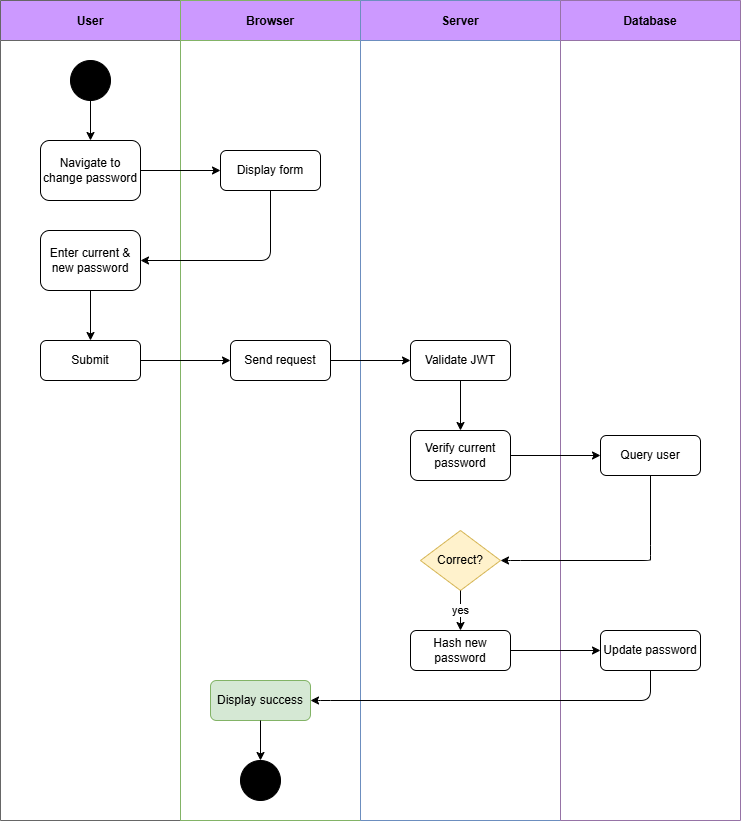 User
Browser
Server
Database
Navigate to
change password
Display form
Enter current &
new password
Submit
Send request
Validate JWT
Verify current
password
Query user
Correct?
yes
Hash new
password
Update password
Display success